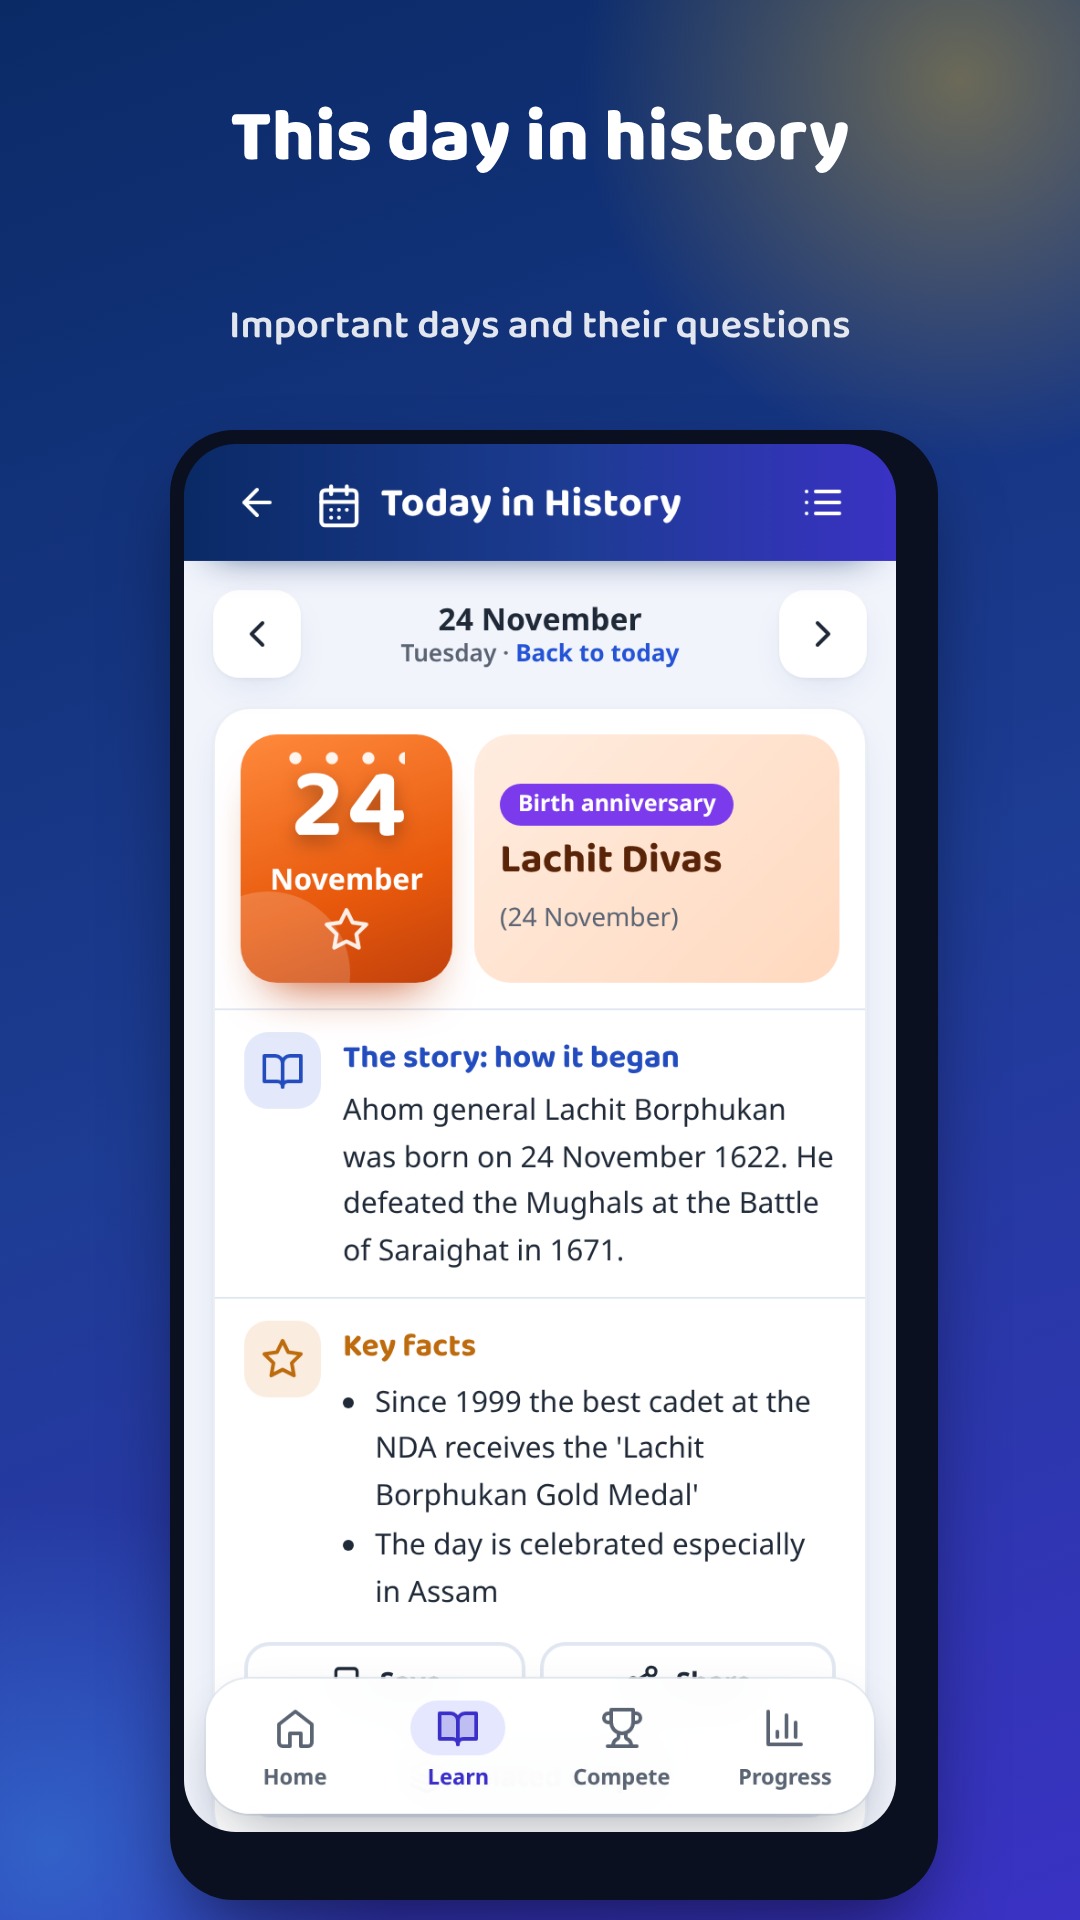 This day in history
Important days and their questions
Today in History
24 November
Tuesday · Back to today
24
November
Birth anniversary
Lachit Divas
(24 November)
The story: how it began
Ahom general Lachit Borphukan
was born on 24 November 1622. He
defeated the Mughals at the Battle
of Saraighat in 1671.
Key facts
• Since 1999 the best cadet at the
NDA receives the 'Lachit
Borphukan Gold Medal'
• The day is celebrated especially
in Assam
Save Share
Home Learn Compete Progress